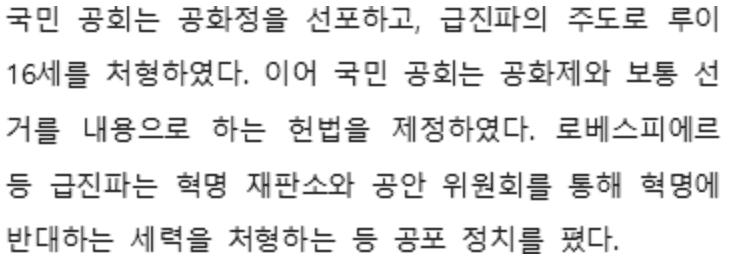 국민 공회는 공화정을 선포하고, 급진파의 주도로 루이
16세를 처형하였다. 이어 국민 공회는 공화제와 보통 선
거를 내용으로 하는 헌법을 제정하였다. 로베스피에르
등 급진파는 혁명 재판소와 공안 위원회를 통해 혁명에
반대하는 세력을 처형하는 등 공포 정치를 폈다.